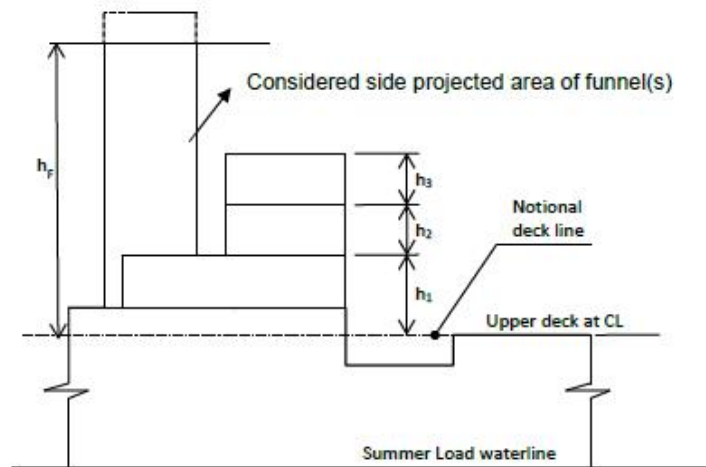 Considered side projected area of funnel(s)
hF
h3
Notional
deck line
h2
h1
Upper deck at CL
Summer Load waterline